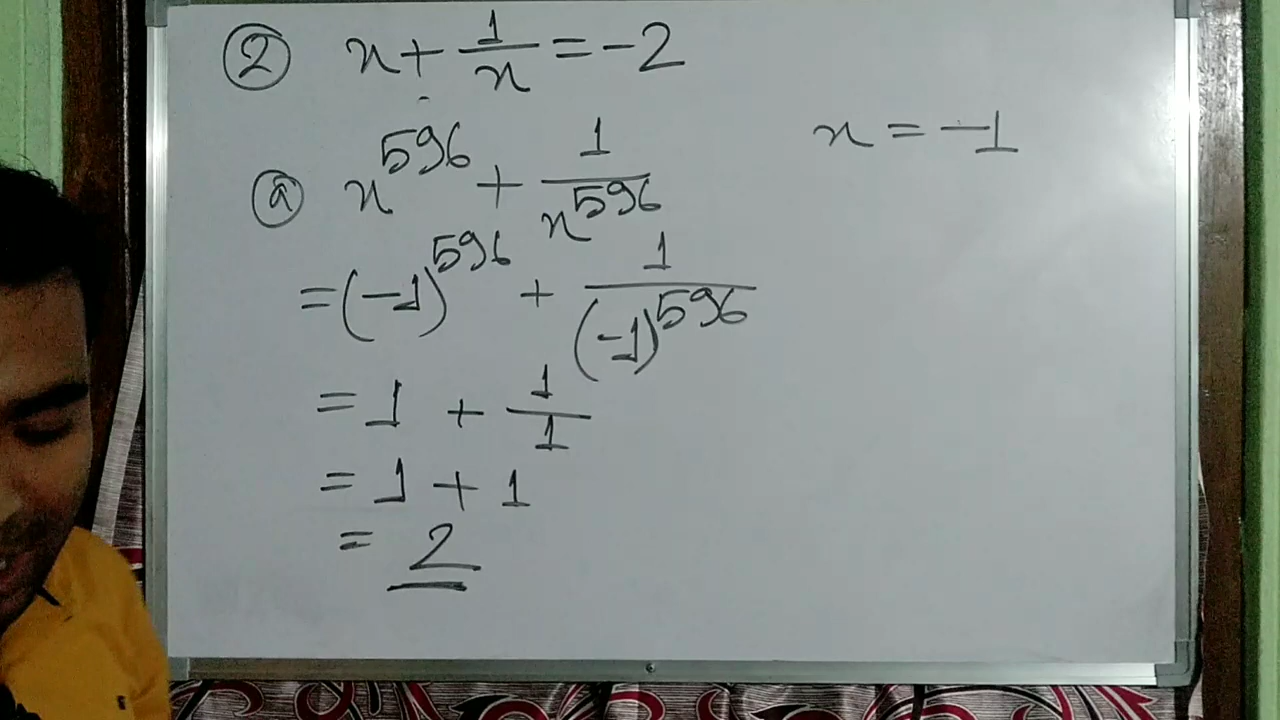 ② x + 1/x = -2
x = -1
ⓐ x^596 + 1/x^596
= (-1)^596 + 1/(-1)^596
= 1 + 1/1
= 1 + 1
= 2